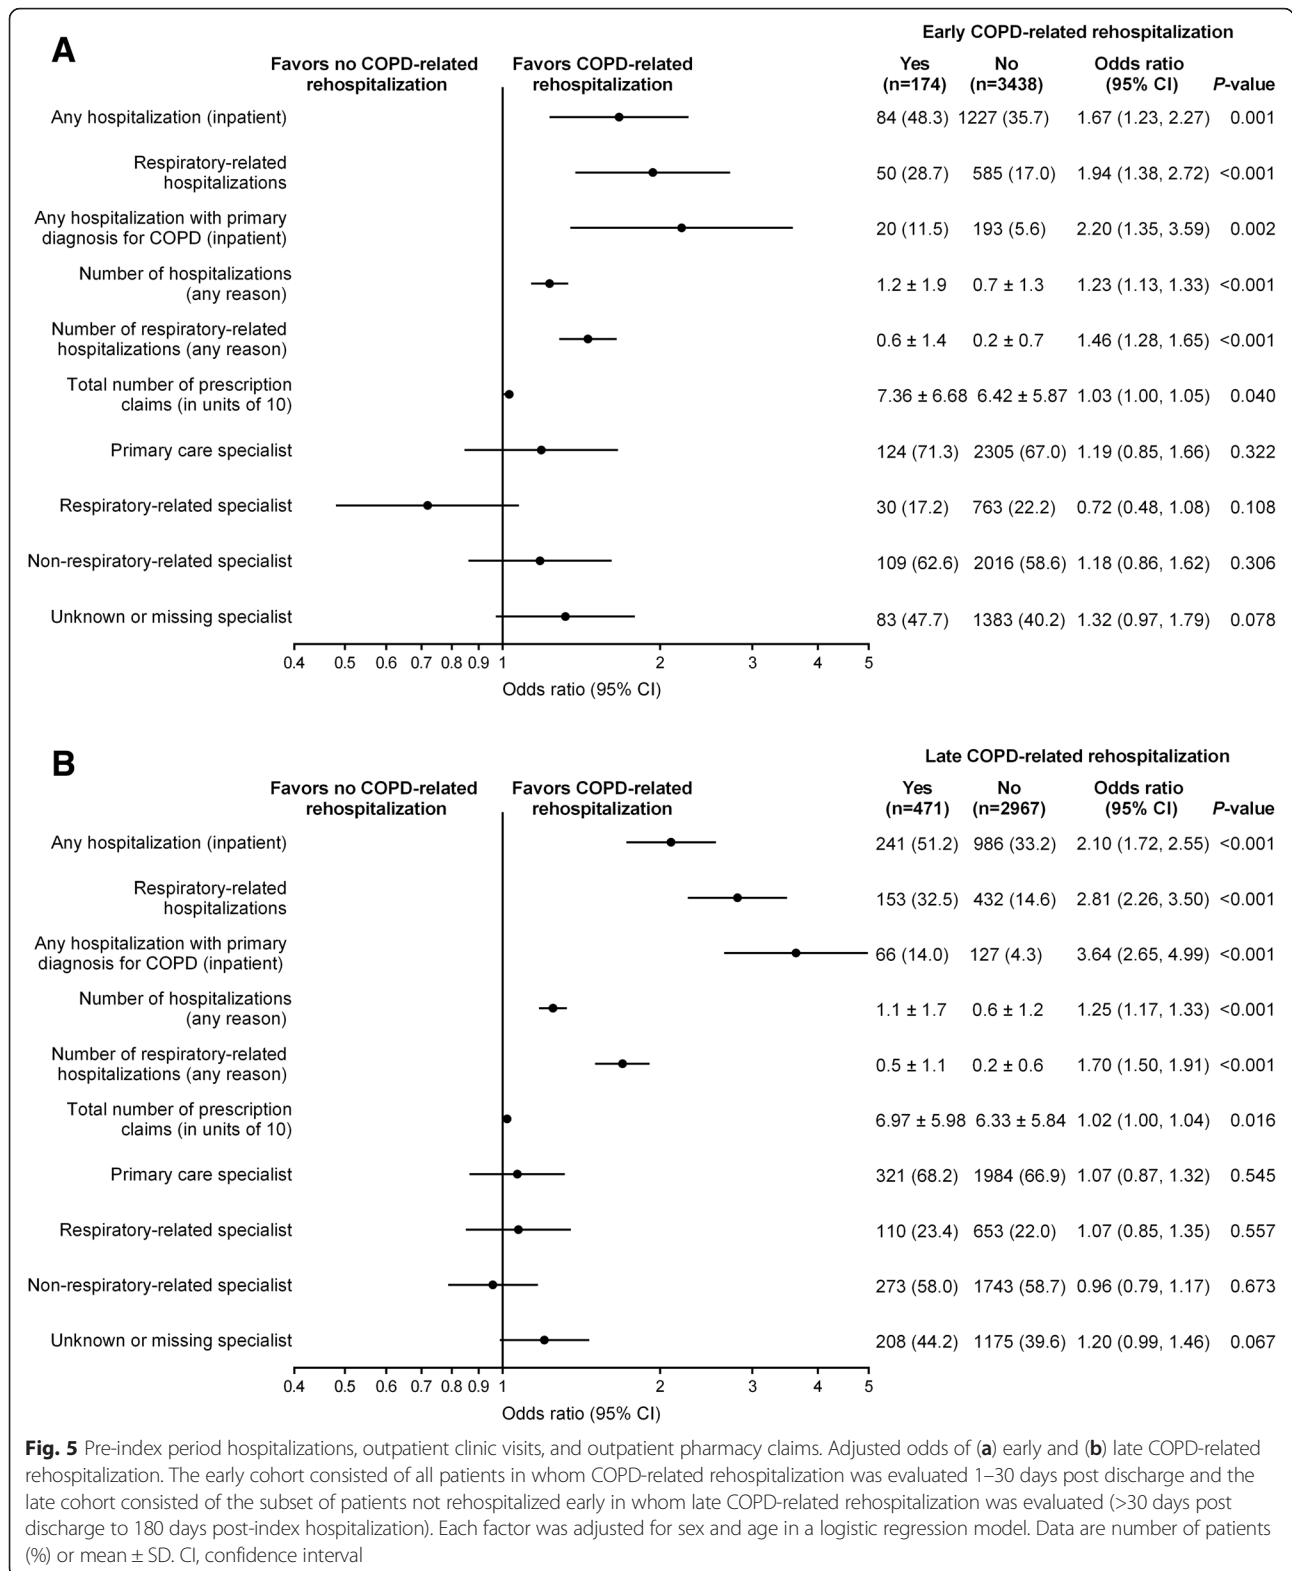 A
Early COPD-related rehospitalization
Favors no COPD-related
rehospitalization
Favors COPD-related
rehospitalization
Yes
(n=174)
No
(n=3438)
Odds ratio
(95% CI)
P-value
Any hospitalization (inpatient) 84 (48.3) 1227 (35.7) 1.67 (1.23, 2.27) 0.001
Respiratory-related
hospitalizations 50 (28.7) 585 (17.0) 1.94 (1.38, 2.72) <0.001
Any hospitalization with primary
diagnosis for COPD (inpatient) 20 (11.5) 193 (5.6) 2.20 (1.35, 3.59) 0.002
Number of hospitalizations
(any reason) 1.2 ± 1.9 0.7 ± 1.3 1.23 (1.13, 1.33) <0.001
Number of respiratory-related
hospitalizations (any reason) 0.6 ± 1.4 0.2 ± 0.7 1.46 (1.28, 1.65) <0.001
Total number of prescription
claims (in units of 10) 7.36 ± 6.68 6.42 ± 5.87 1.03 (1.00, 1.05) 0.040
Primary care specialist 124 (71.3) 2305 (67.0) 1.19 (0.85, 1.66) 0.322
Respiratory-related specialist 30 (17.2) 763 (22.2) 0.72 (0.48, 1.08) 0.108
Non-respiratory-related specialist 109 (62.6) 2016 (58.6) 1.18 (0.86, 1.62) 0.306
Unknown or missing specialist 83 (47.7) 1383 (40.2) 1.32 (0.97, 1.79) 0.078
0.4 0.5 0.6 0.7 0.8 0.9 1 2 3 4 5
Odds ratio (95% CI)
B
Late COPD-related rehospitalization
Favors no COPD-related
rehospitalization
Favors COPD-related
rehospitalization
Yes
(n=471)
No
(n=2967)
Odds ratio
(95% CI)
P-value
Any hospitalization (inpatient) 241 (51.2) 986 (33.2) 2.10 (1.72, 2.55) <0.001
Respiratory-related
hospitalizations 153 (32.5) 432 (14.6) 2.81 (2.26, 3.50) <0.001
Any hospitalization with primary
diagnosis for COPD (inpatient) 66 (14.0) 127 (4.3) 3.64 (2.65, 4.99) <0.001
Number of hospitalizations
(any reason) 1.1 ± 1.7 0.6 ± 1.2 1.25 (1.17, 1.33) <0.001
Number of respiratory-related
hospitalizations (any reason) 0.5 ± 1.1 0.2 ± 0.6 1.70 (1.50, 1.91) <0.001
Total number of prescription
claims (in units of 10) 6.97 ± 5.98 6.33 ± 5.84 1.02 (1.00, 1.04) 0.016
Primary care specialist 321 (68.2) 1984 (66.9) 1.07 (0.87, 1.32) 0.545
Respiratory-related specialist 110 (23.4) 653 (22.0) 1.07 (0.85, 1.35) 0.557
Non-respiratory-related specialist 273 (58.0) 1743 (58.7) 0.96 (0.79, 1.17) 0.673
Unknown or missing specialist 208 (44.2) 1175 (39.6) 1.20 (0.99, 1.46) 0.067
0.4 0.5 0.6 0.7 0.8 0.9 1 2 3 4 5
Odds ratio (95% CI)
Fig. 5 Pre-index period hospitalizations, outpatient clinic visits, and outpatient pharmacy claims. Adjusted odds of (a) early and (b) late COPD-related
rehospitalization. The early cohort consisted of all patients in whom COPD-related rehospitalization was evaluated 1–30 days post discharge and the
late cohort consisted of the subset of patients not rehospitalized early in whom late COPD-related rehospitalization was evaluated (>30 days post
discharge to 180 days post-index hospitalization). Each factor was adjusted for sex and age in a logistic regression model. Data are number of patients
(%) or mean ± SD. CI, confidence interval